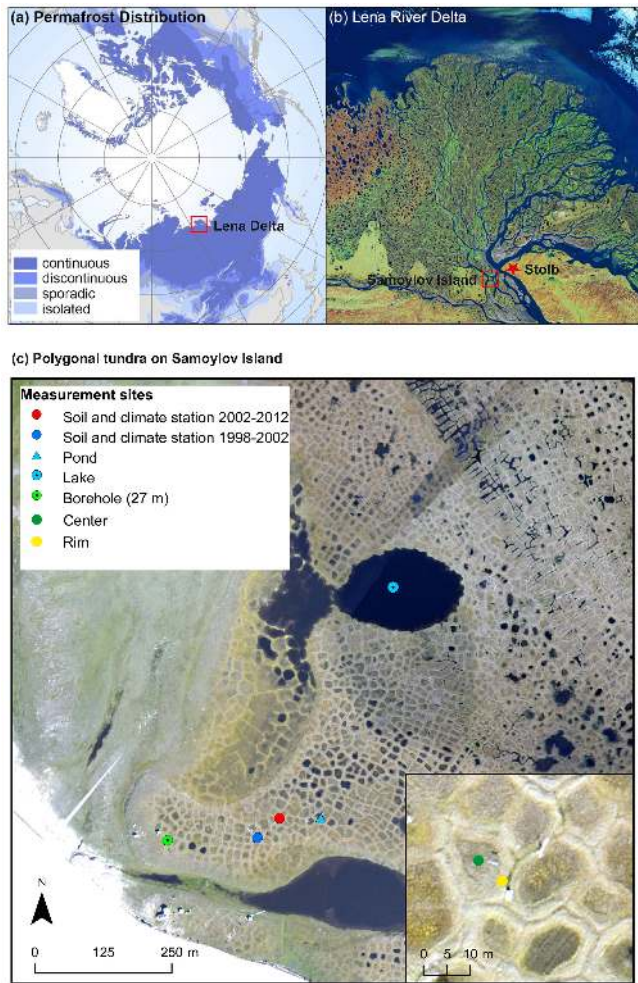 (a) Permafrost Distribution
Lena Delta
continuous
discontinuous
sporadic
isolated
(b) Lena River Delta
Samoylov Island
Stolb
(c) Polygonal tundra on Samoylov Island
Measurement sites
Soil and climate station 2002-2012
Soil and climate station 1998-2002
Pond
Lake
Borehole (27 m)
Center
Rim
N
0 125 250 m
0 5 10 m